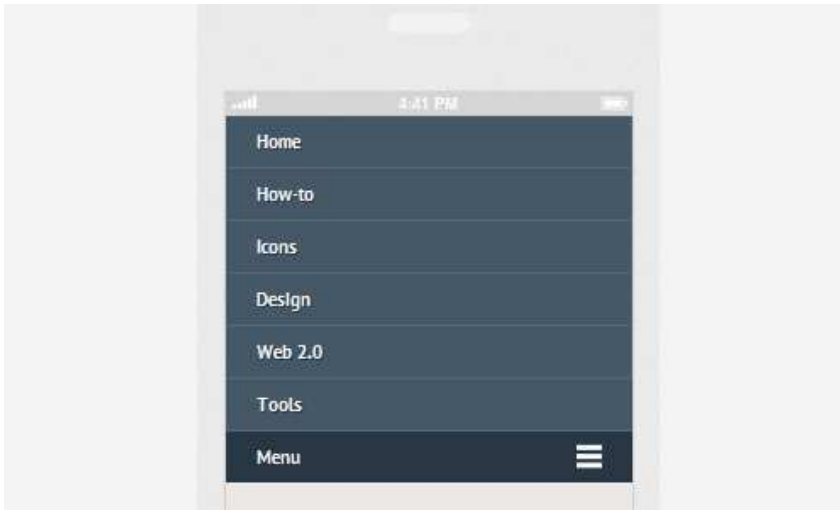 4:41 PM
Home
How-to
Icons
Design
Web 2.0
Tools
Menu